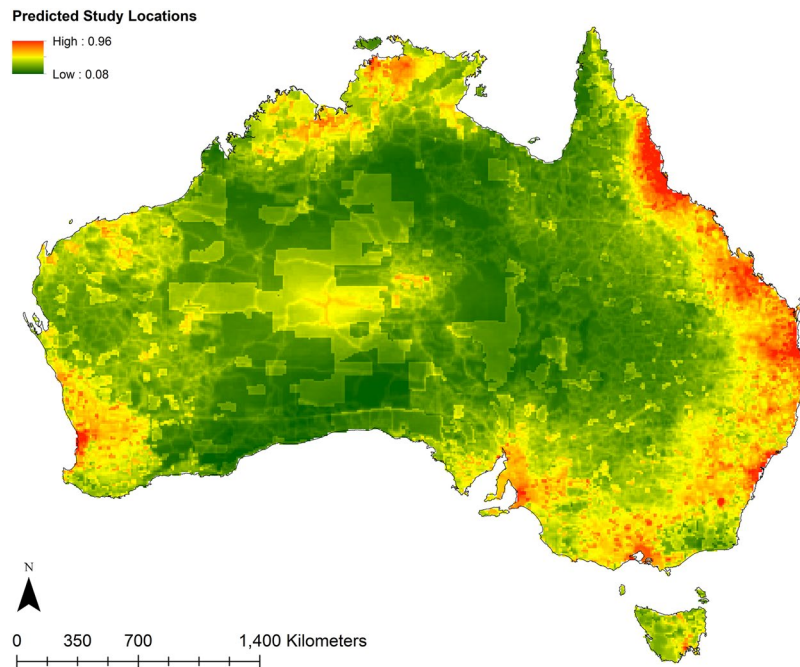 Predicted Study Locations
High : 0.96
Low : 0.08
N
0 350 700 1,400 Kilometers